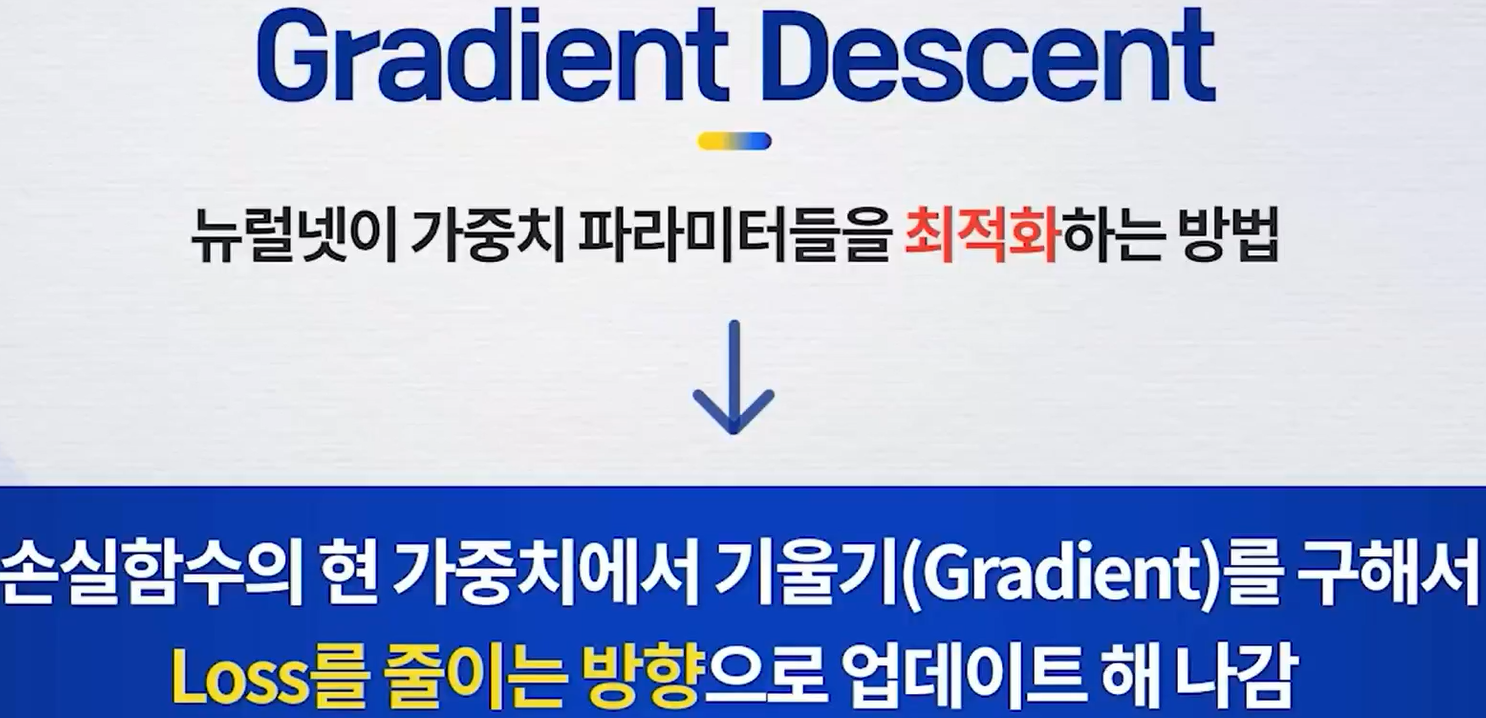 Gradient Descent
뉴럴넷이 가중치 파라미터들을 최적화하는 방법
손실함수의 현 가중치에서 기울기(Gradient)를 구해서
Loss를 줄이는 방향으로 업데이트 해 나감